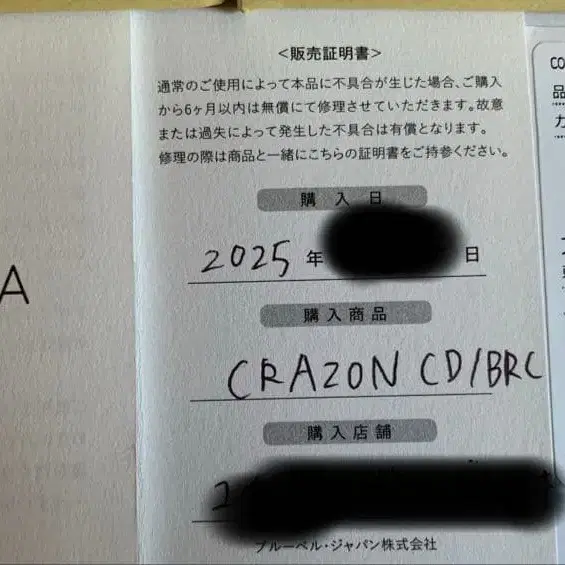 <販売証明書>
通常のご使用によって本品に不具合が生じた場合、ご購入
から6ヶ月以内は無償にて修理させていただきます。故意
または過失によって発生した不具合は有償となります。
修理の際は商品と一緒にこちらの証明書をご持参ください。
購入日
2025年 日
購入商品
CRAZON CD/BRC
購入店舗
ブルーベル・ジャパン株式会社
A
CO
品
カ